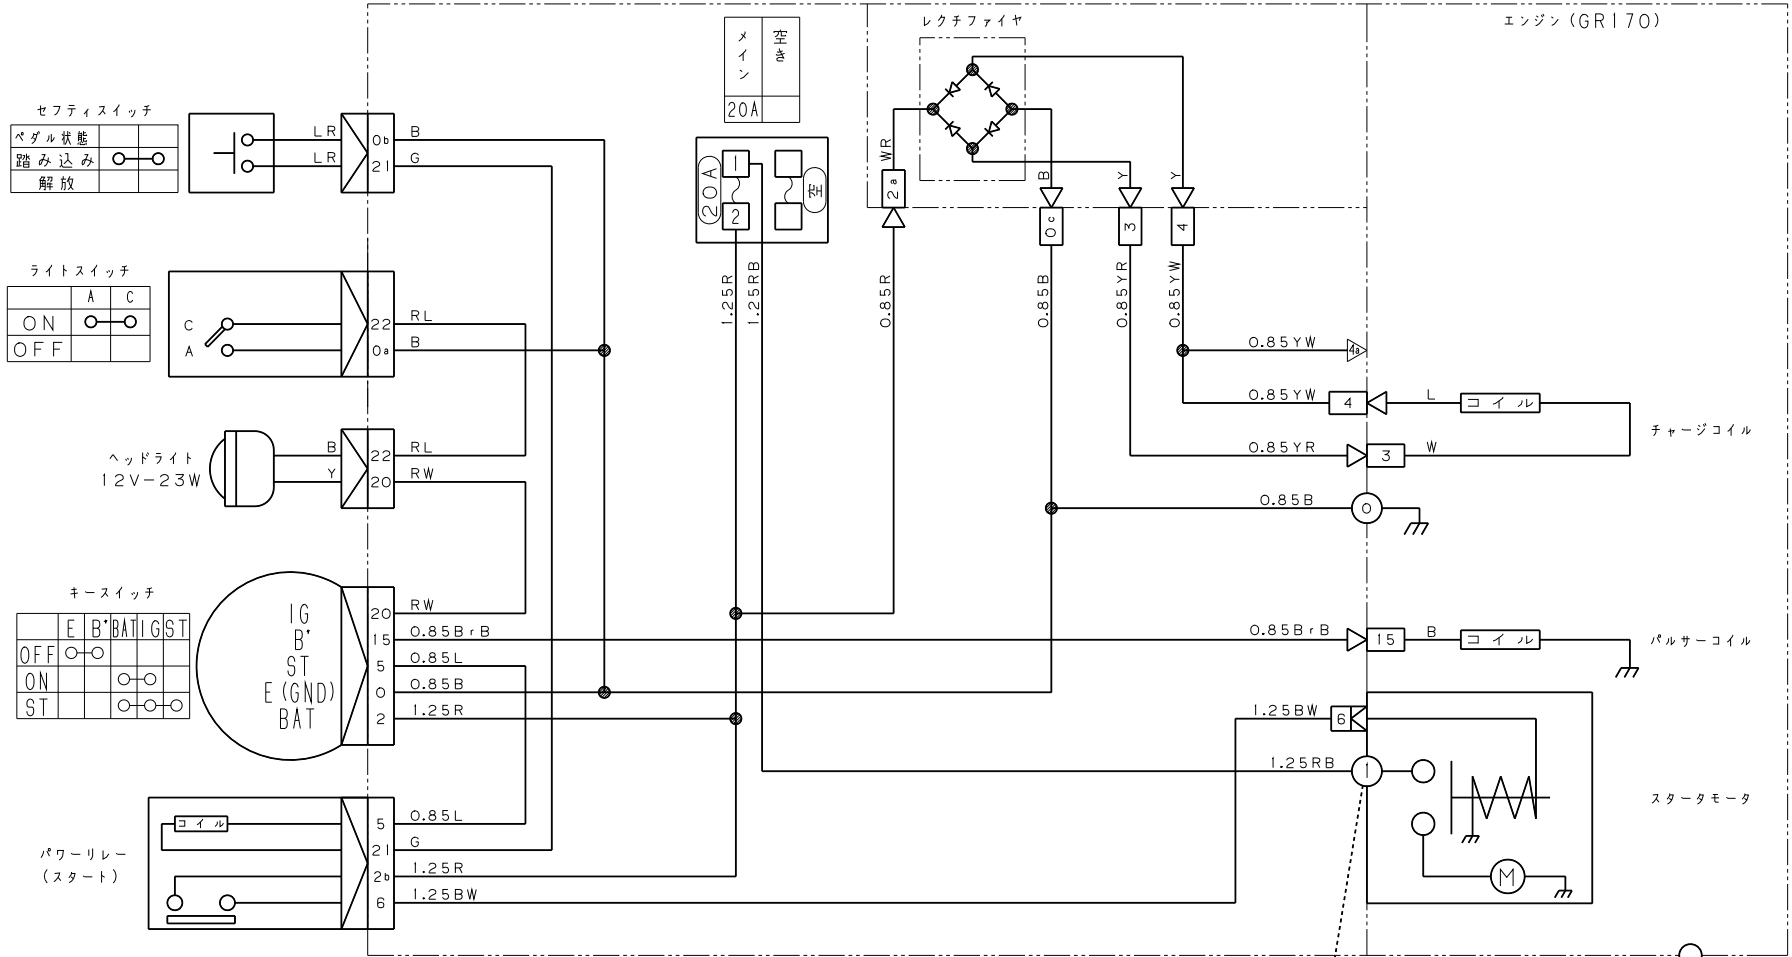 レクチファイヤ
エンジン(GR170)
メイン
空き
20A
セフティスイッチ
ペダル状態
踏み込み
解放
LR
LR
0b
21
B
G
20A
1
2
空
WR
2a
B
Y
Y
0c
3
4
1.25R
1.25RB
0.85R
0.85B
0.85YR
0.85YW
ライトスイッチ
A C
ON
OFF
C
A
22
0a
RL
B
0.85YW
4a
0.85YW
4
L
コイル
チャージコイル
0.85YR
3
W
ヘッドライト
12V-23W
B
Y
22
20
RL
RW
0.85B
0
キースイッチ
E B* BAT IG ST
OFF
ON
ST
IG
B*
ST
E(GND)
BAT
20
15
5
0
2
RW
0.85BrB
0.85L
0.85B
1.25R
0.85BrB
15
B
コイル
パルサーコイル
1.25BW
6
1.25RB
1
スタータモータ
M
パワーリレー
(スタート)
コイル
5
21
2b
6
0.85L
G
1.25R
1.25BW